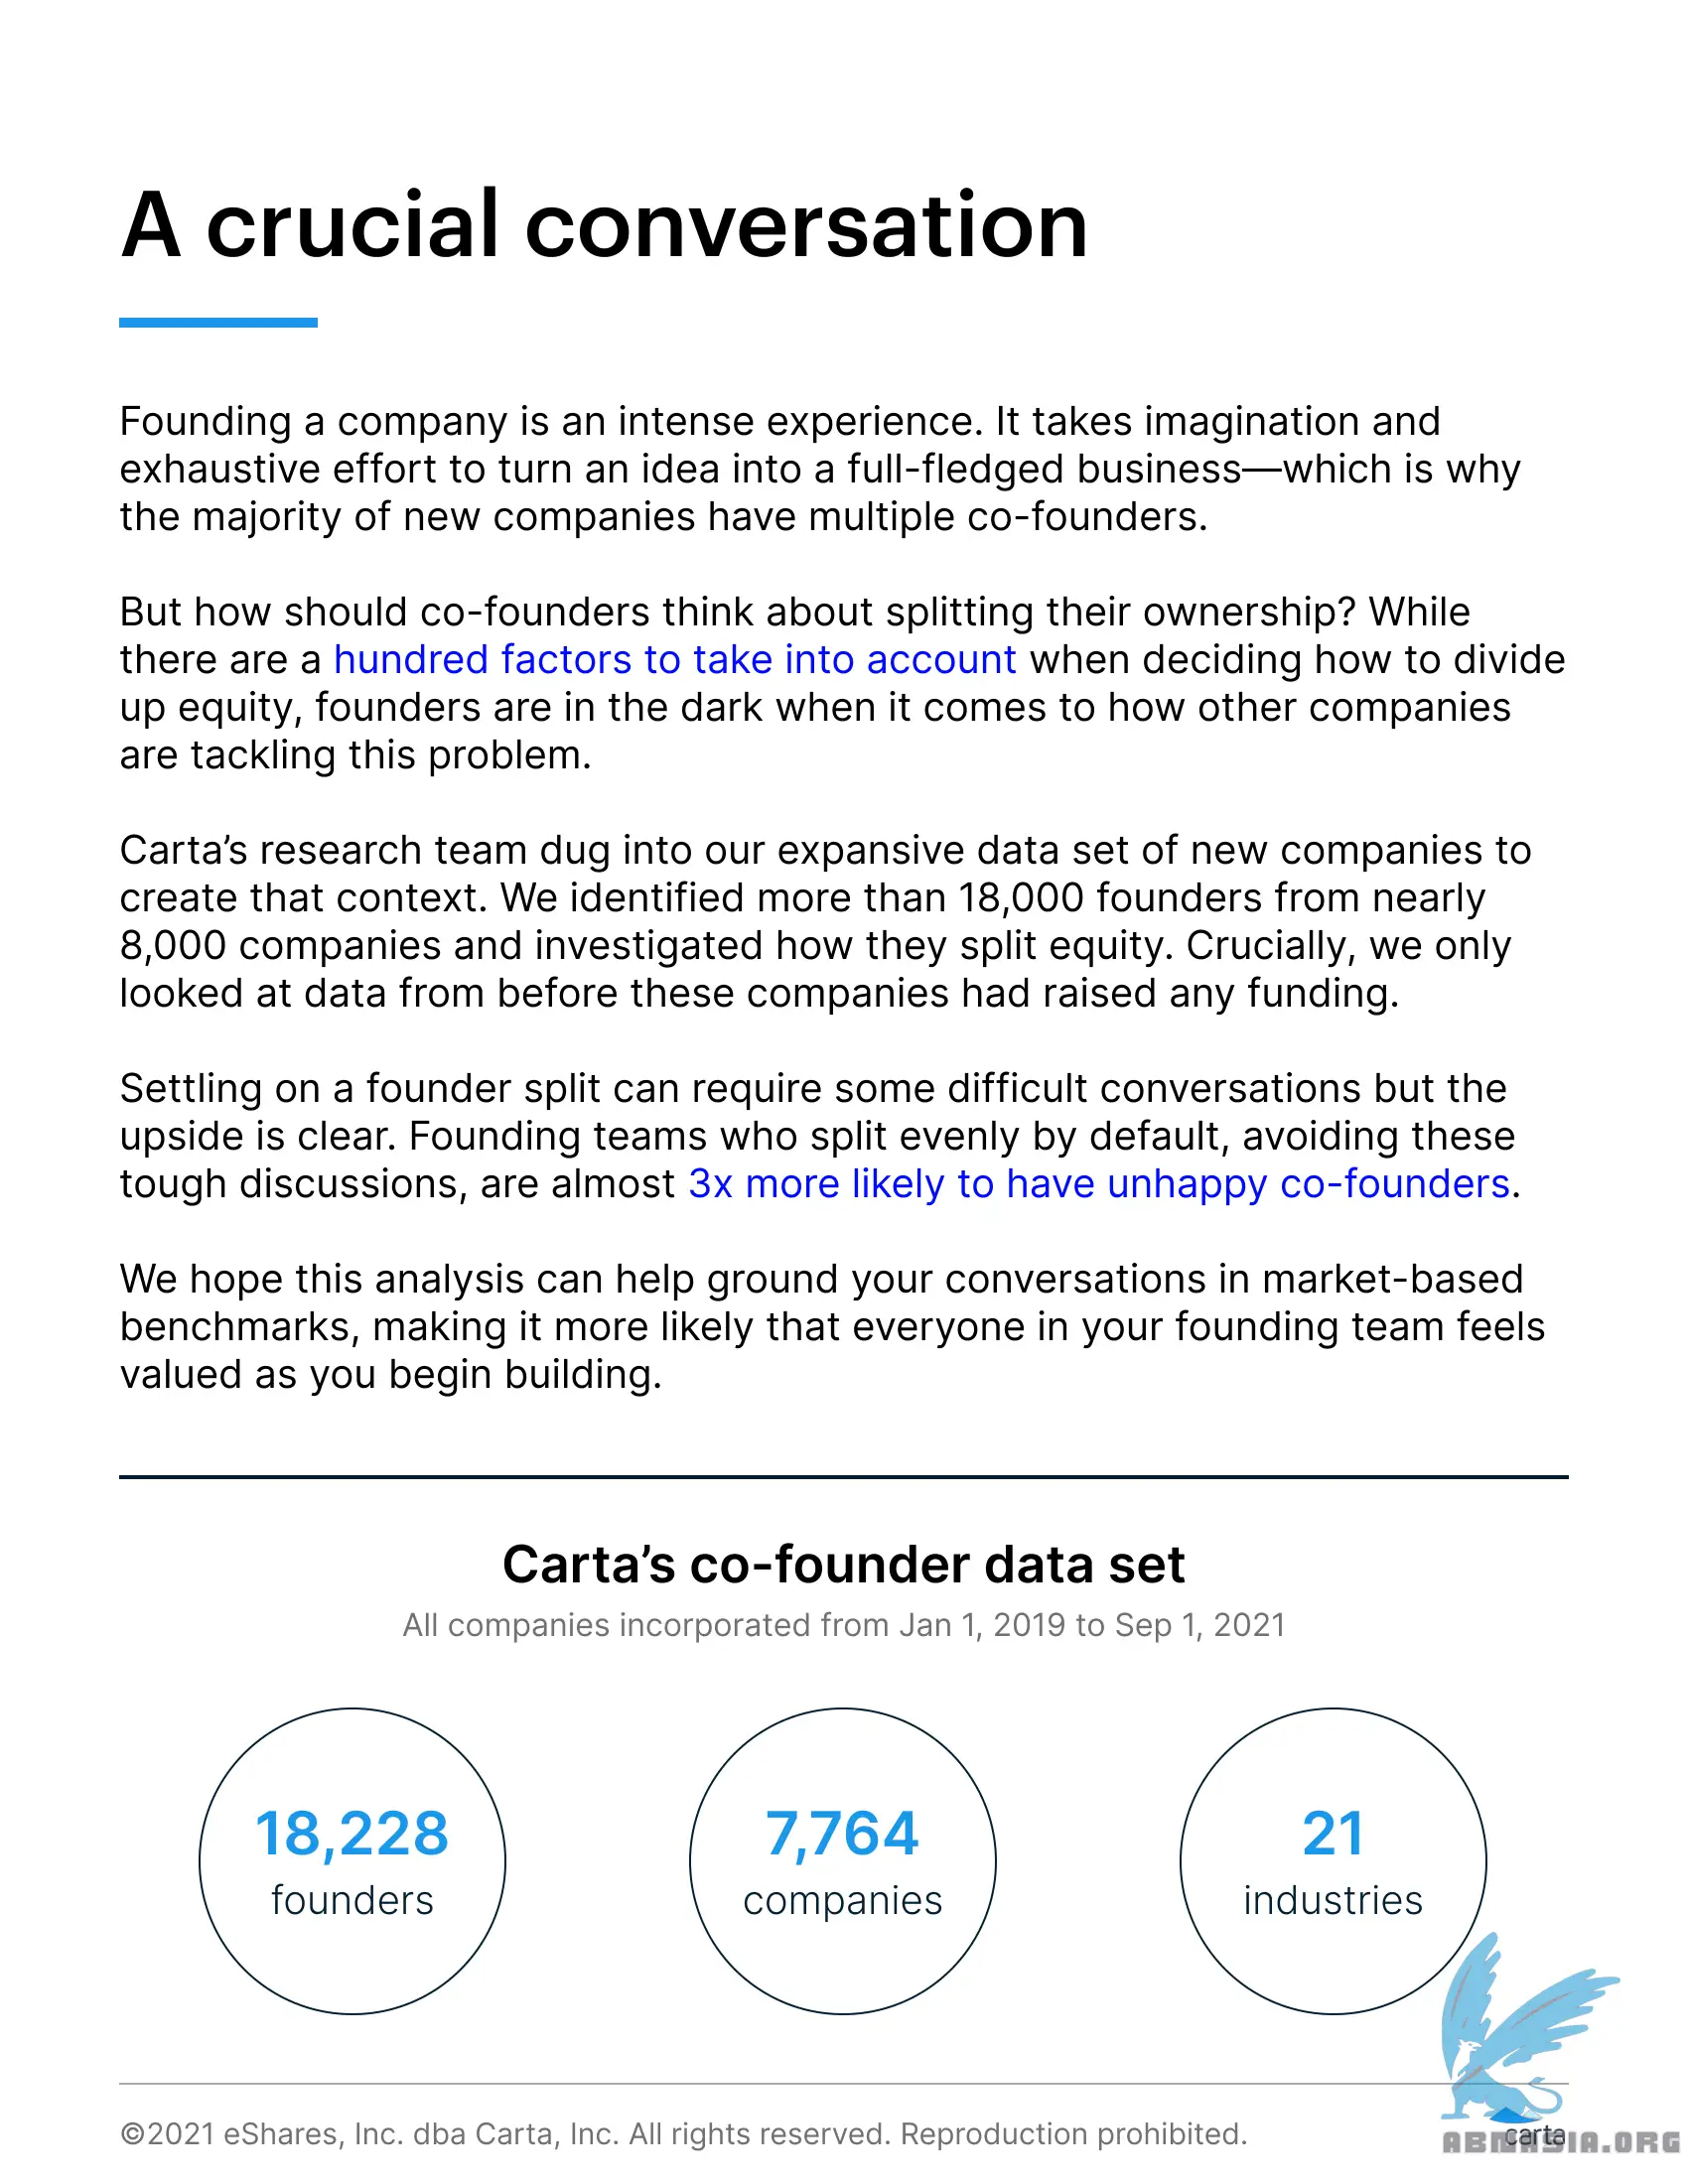 A crucial conversation
Founding a company is an intense experience. It takes imagination and
exhaustive effort to turn an idea into a full-fledged business—which is why
the majority of new companies have multiple co-founders.
But how should co-founders think about splitting their ownership? While
there are a hundred factors to take into account when deciding how to divide
up equity, founders are in the dark when it comes to how other companies
are tackling this problem.
Carta’s research team dug into our expansive data set of new companies to
create that context. We identified more than 18,000 founders from nearly
8,000 companies and investigated how they split equity. Crucially, we only
looked at data from before these companies had raised any funding.
Settling on a founder split can require some difficult conversations but the
upside is clear. Founding teams who split evenly by default, avoiding these
tough discussions, are almost 3x more likely to have unhappy co-founders.
We hope this analysis can help ground your conversations in market-based
benchmarks, making it more likely that everyone in your founding team feels
valued as you begin building.
Carta’s co-founder data set
All companies incorporated from Jan 1, 2019 to Sep 1, 2021
18,228
founders
7,764
companies
21
industries
©2021 eShares, Inc. dba Carta, Inc. All rights reserved. Reproduction prohibited.
carta
ABMASIA.ORG